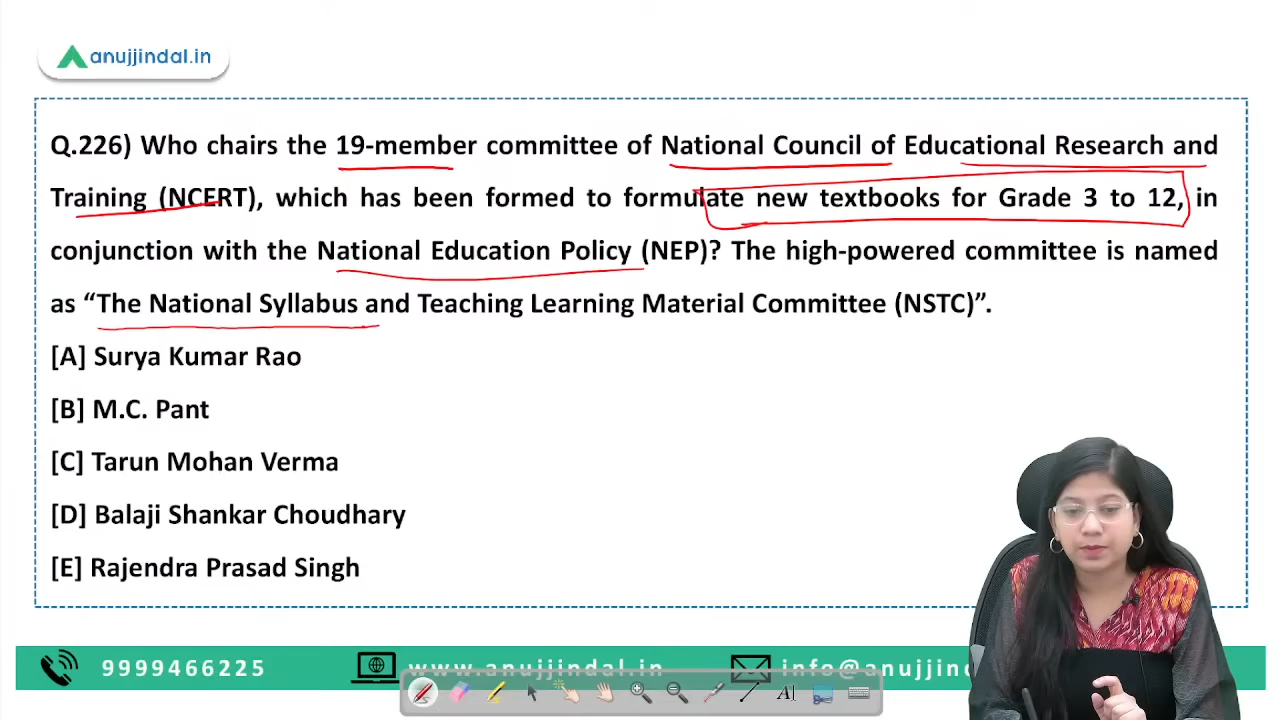 anujjindal.in
Q.226) Who chairs the 19-member committee of National Council of Educational Research and
Training (NCERT), which has been formed to formulate new textbooks for Grade 3 to 12, in
conjunction with the National Education Policy (NEP)? The high-powered committee is named
as “The National Syllabus and Teaching Learning Material Committee (NSTC)”.
[A] Surya Kumar Rao
[B] M.C. Pant
[C] Tarun Mohan Verma
[D] Balaji Shankar Choudhary
[E] Rajendra Prasad Singh
9999466225 www.anujjindal.in